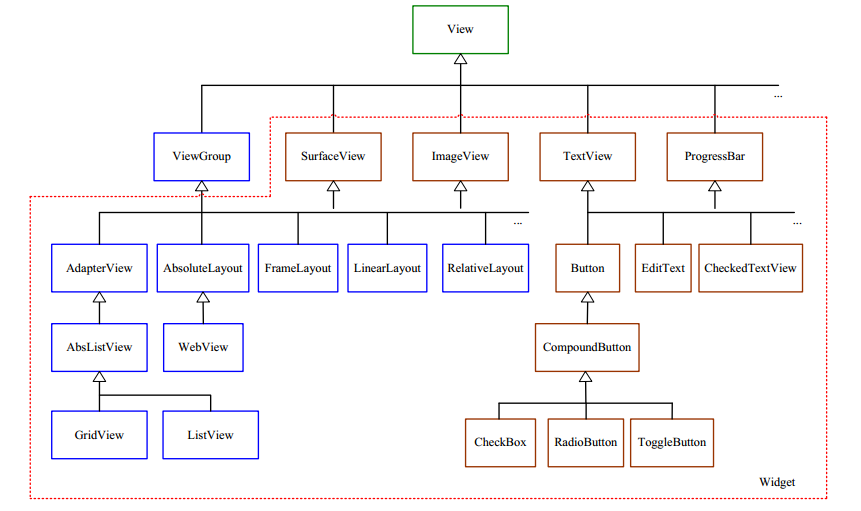 View
...
ViewGroup
SurfaceView
ImageView
TextView
ProgressBar
...
...
AdapterView
AbsoluteLayout
FrameLayout
LinearLayout
RelativeLayout
Button
EditText
CheckedTextView
AbsListView
WebView
CompoundButton
GridView
ListView
CheckBox
RadioButton
ToggleButton
Widget